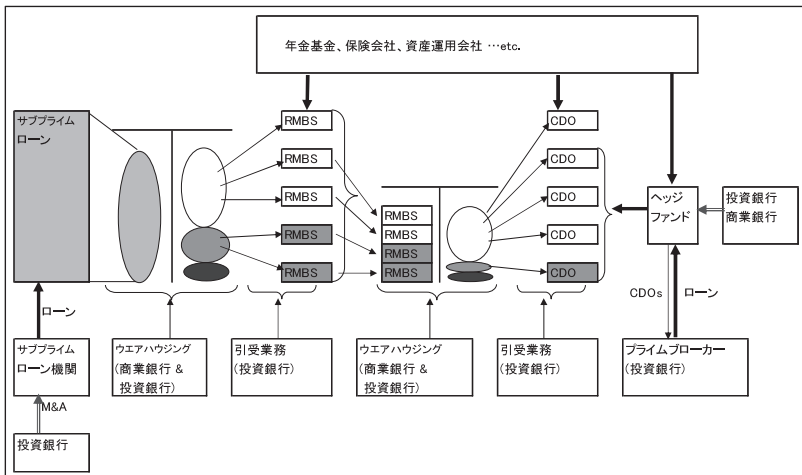 年金基金、保険会社、資産運用会社 …etc.
サブプライム
ローン
RMBS
RMBS
RMBS
RMBS
RMBS
RMBS
RMBS
RMBS
RMBS
CDO
CDO
CDO
CDO
CDO
ヘッジ
ファンド
投資銀行
商業銀行
ローン
CDOs
ローン
サブプライム
ローン機関
ウエアハウジング
(商業銀行 &
投資銀行)
引受業務
(投資銀行)
ウエアハウジング
(商業銀行 &
投資銀行)
引受業務
(投資銀行)
プライムブローカー
(投資銀行)
M&A
投資銀行